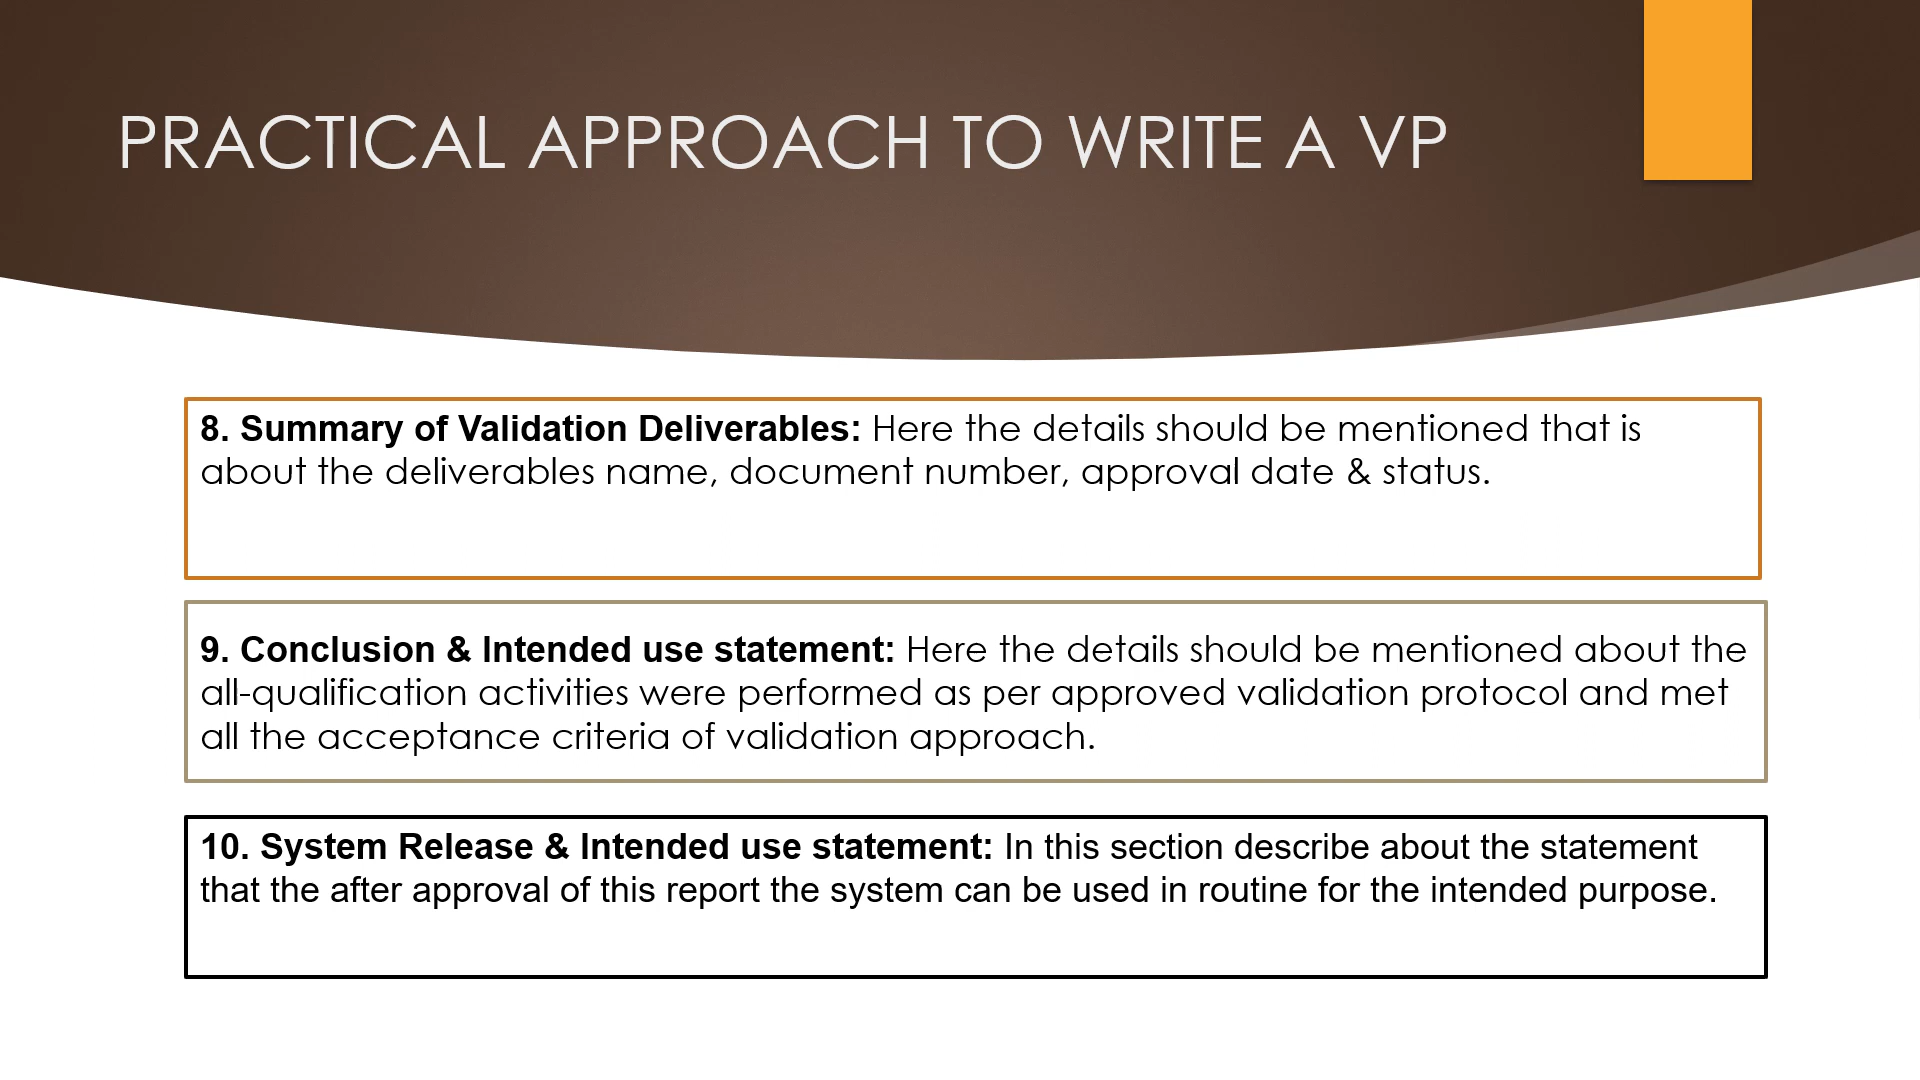 PRACTICAL APPROACH TO WRITE A VP
8. Summary of Validation Deliverables: Here the details should be mentioned that is
about the deliverables name, document number, approval date & status.
9. Conclusion & Intended use statement: Here the details should be mentioned about the
all-qualification activities were performed as per approved validation protocol and met
all the acceptance criteria of validation approach.
10. System Release & Intended use statement: In this section describe about the statement
that the after approval of this report the system can be used in routine for the intended purpose.